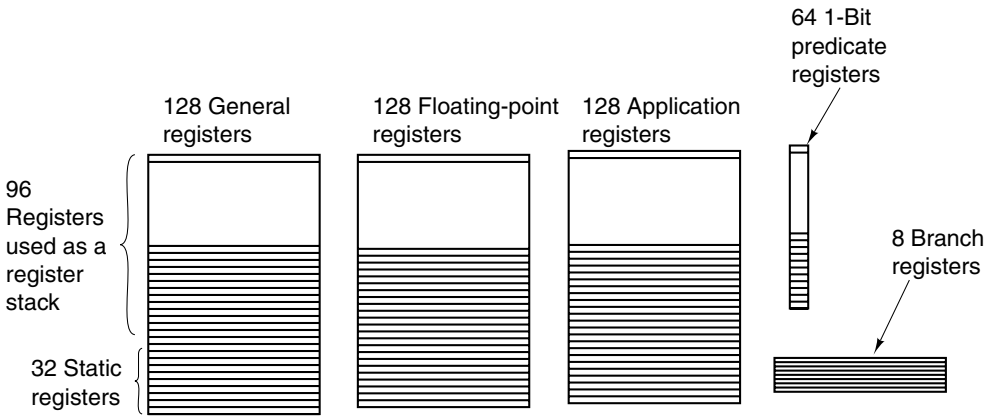 64 1-Bit
predicate
registers
128 General
registers
128 Floating-point
registers
128 Application
registers
96
Registers
used as a
register
stack
8 Branch
registers
32 Static
registers